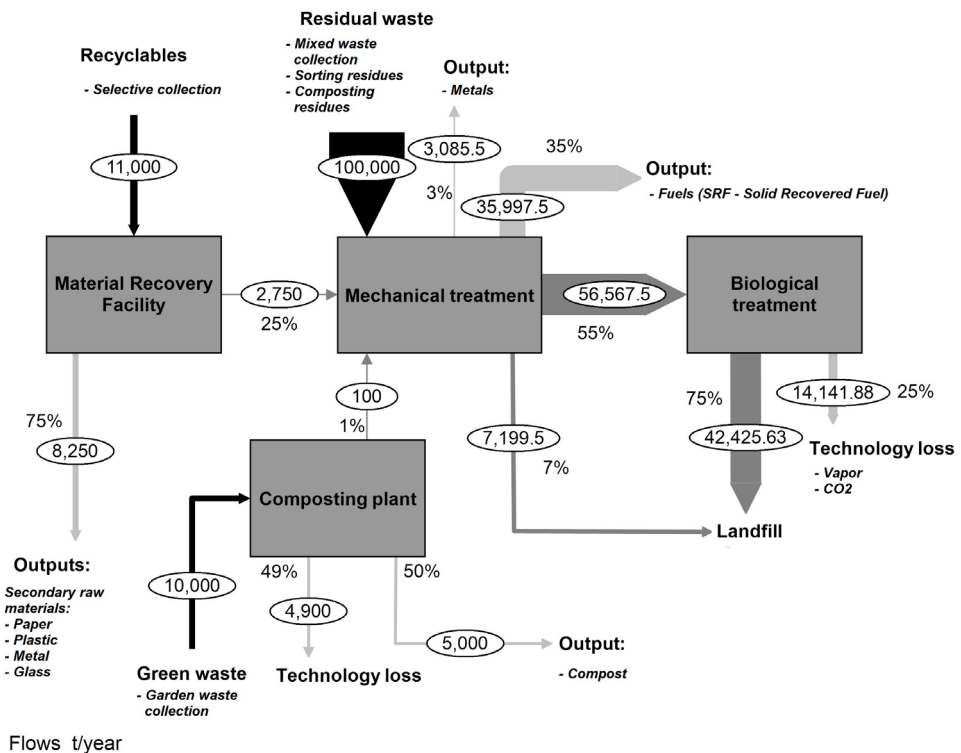 Residual waste
- Mixed waste
collection
- Sorting residues
- Composting
residues
Recyclables
- Selective collection
Output:
- Metals
11,000
100,000
3,085.5
3%
35%
35,997.5
Output:
- Fuels (SRF - Solid Recovered Fuel)
Material Recovery
Facility
2,750
25%
Mechanical treatment
56,567.5
55%
Biological
treatment
75%
8,250
100
1%
7,199.5
7%
75%
42,425.63
14,141.88
25%
Technology loss
- Vapor
- CO2
Landfill
Composting plant
10,000
49%
4,900
50%
5,000
Outputs:
Secondary raw
materials:
- Paper
- Plastic
- Metal
- Glass
Green waste
- Garden waste
collection
Technology loss
Output:
- Compost
Flows t/year